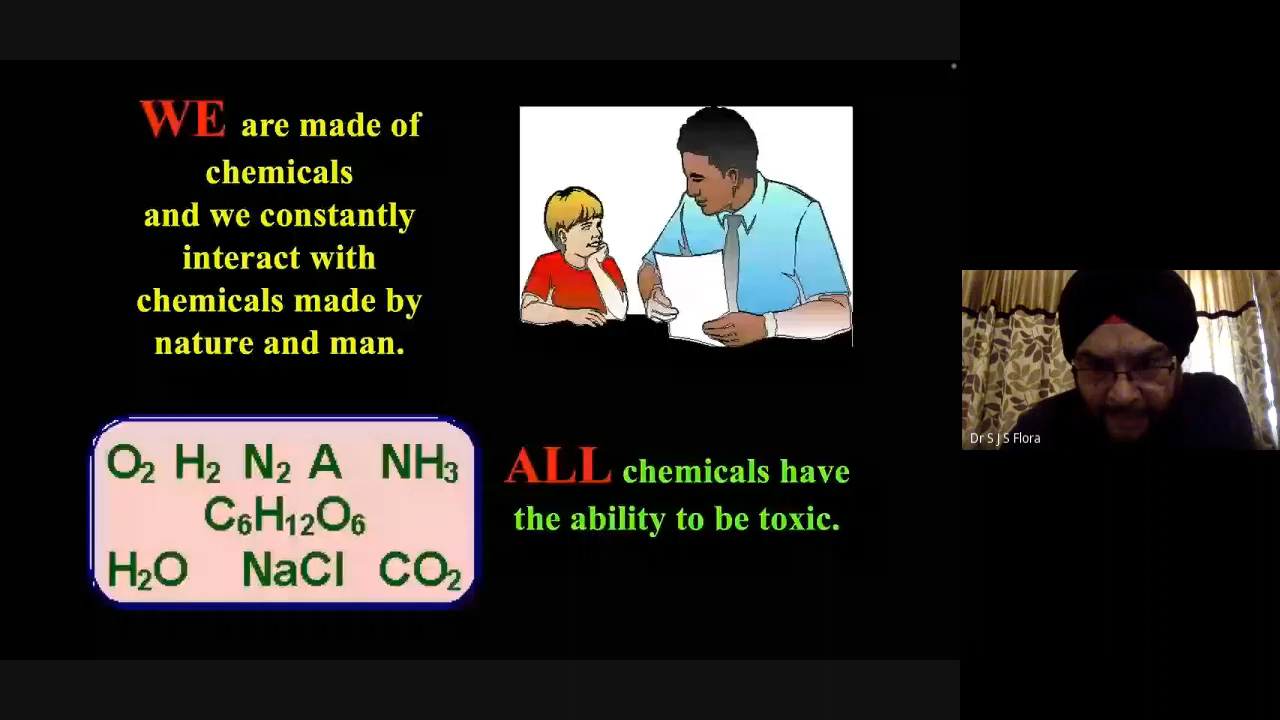 WE are made of
chemicals
and we constantly
interact with
chemicals made by
nature and man.
O₂ H₂ N₂ A NH₃
C₆H₁₂O₆
H₂O NaCl CO₂
ALL chemicals have
the ability to be toxic.
Dr S J S Flora